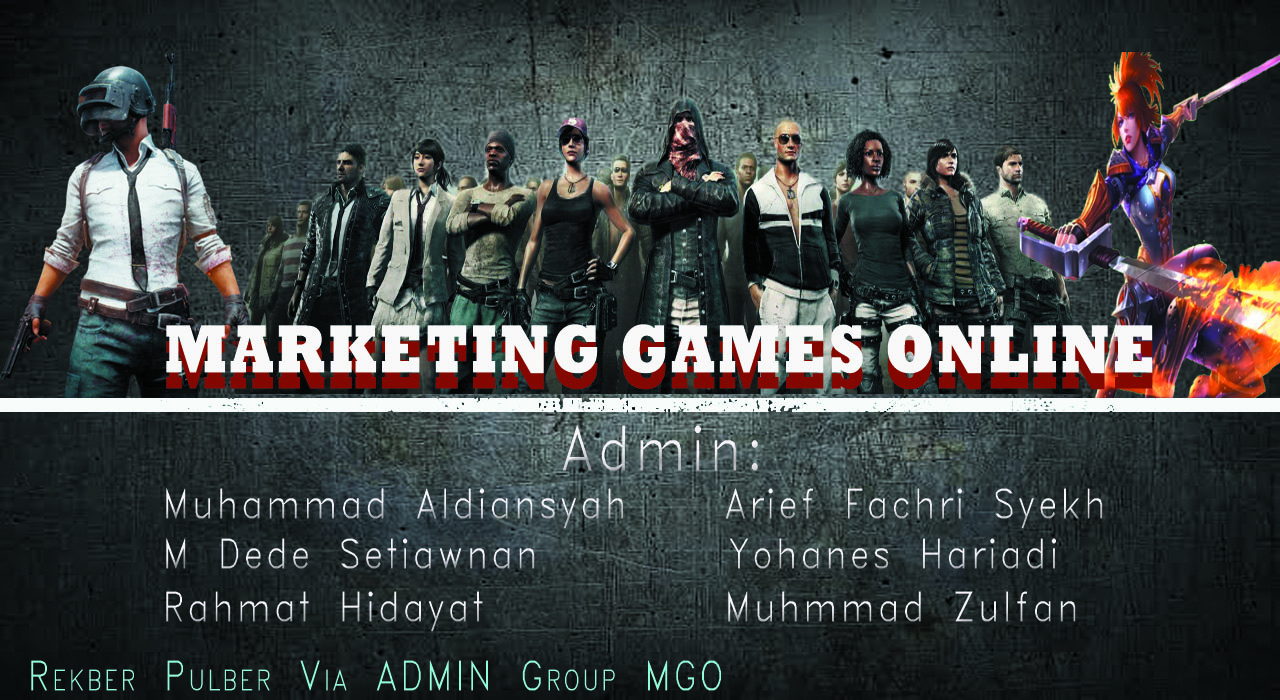 MARKETING GAMES ONLINE
Admin:
Muhammad Aldiansyah
Arief Fachri Syekh
M Dede Setiawnan
Yohanes Hariadi
Rahmat Hidayat
Muhmmad Zulfan
REKBER PULBER VIA ADMIN GROUP MGO